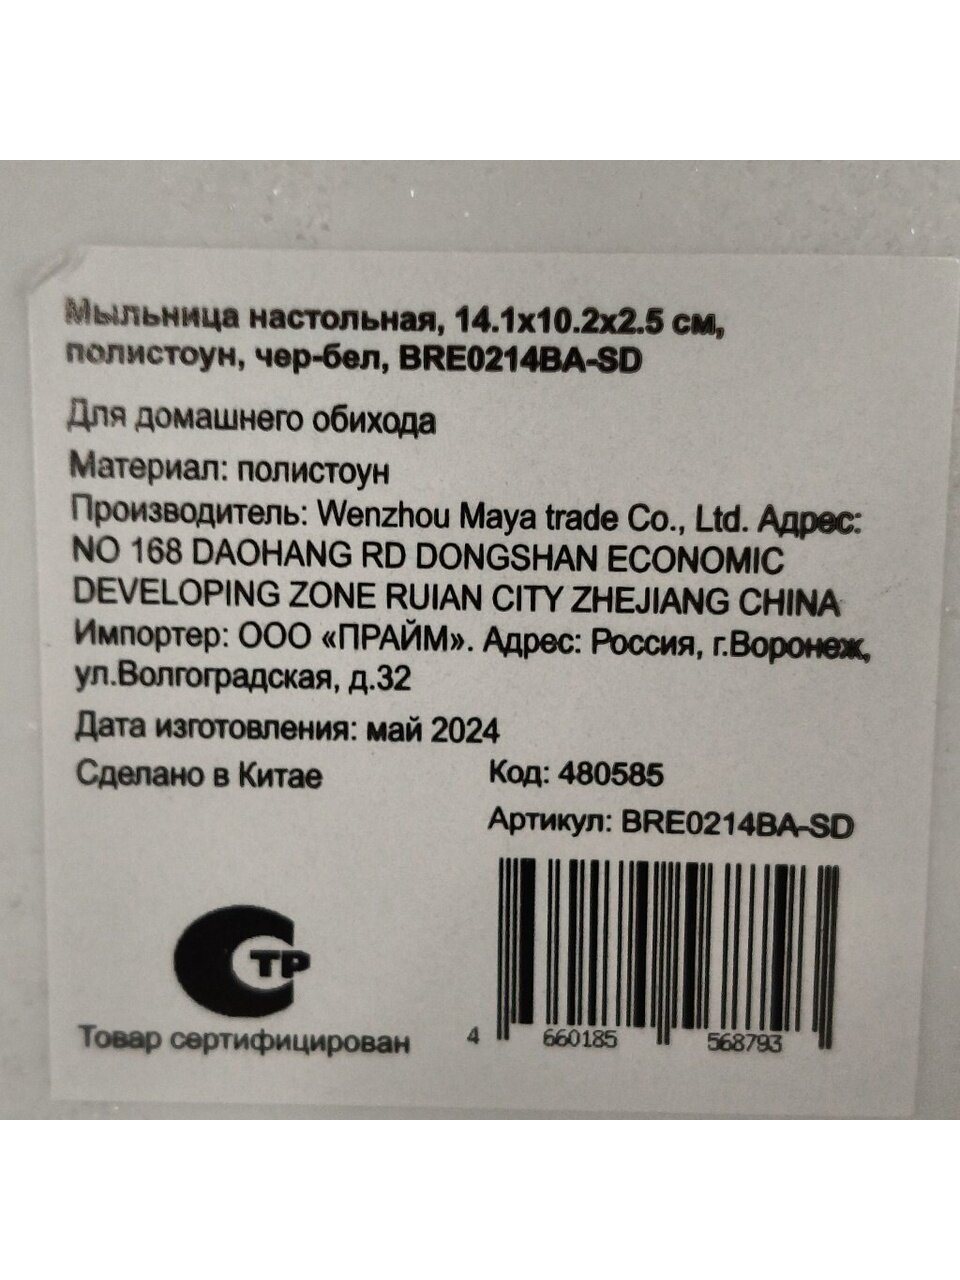 Мыльница настольная, 14.1x10.2x2.5 см,
полистоун, чер-бел, BRE0214BA-SD
Для домашнего обихода
Материал: полистоун
Производитель: Wenzhou Maya trade Co., Ltd. Адрес:
NO 168 DAOHANG RD DONGSHAN ECONOMIC
DEVELOPING ZONE RUIAN CITY ZHEJIANG CHINA
Импортер: ООО «ПРАЙМ». Адрес: Россия, г.Воронеж,
ул.Волгоградская, д.32
Дата изготовления: май 2024
Сделано в Китае
Код: 480585
Артикул: BRE0214BA-SD
СТР
Товар сертифицирован
4 660185 568793